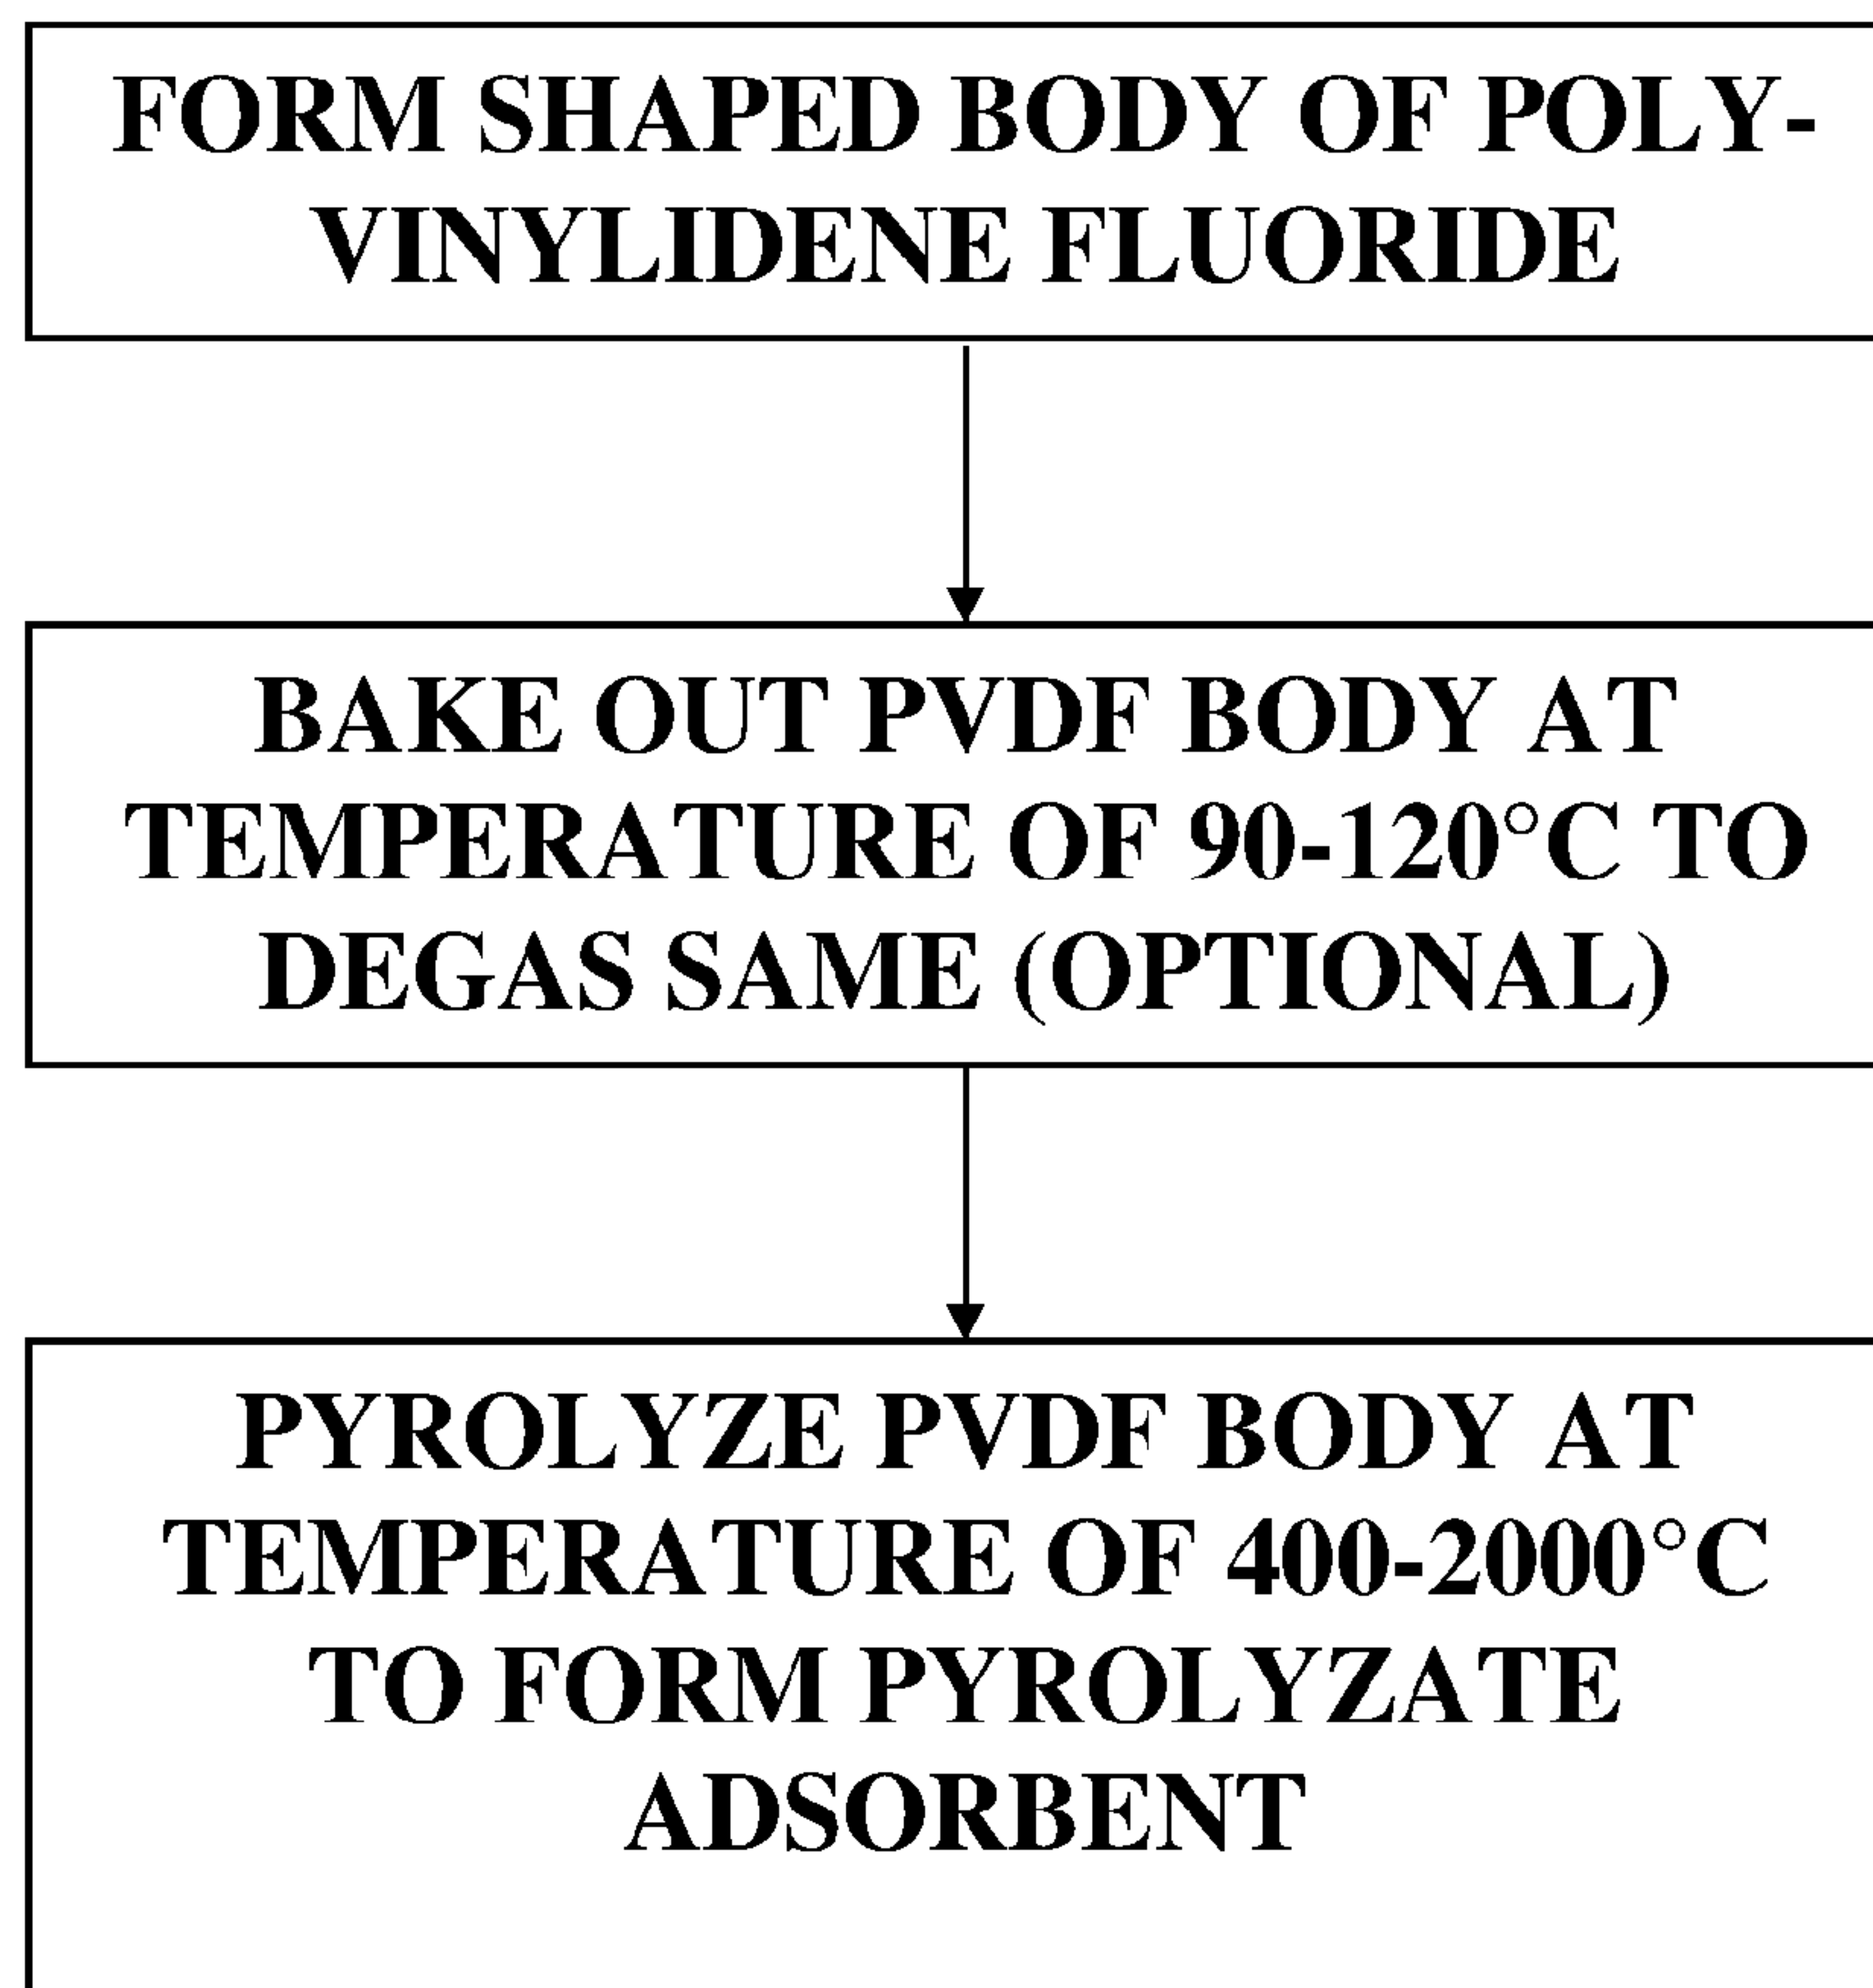 FORM SHAPED BODY OF POLY-
VINYLIDENE FLUORIDE
BAKE OUT PVDF BODY AT
TEMPERATURE OF 90-120°C TO
DEGAS SAME (OPTIONAL)
PYROLYZE PVDF BODY AT
TEMPERATURE OF 400-2000°C
TO FORM PYROLYZATE
ADSORBENT